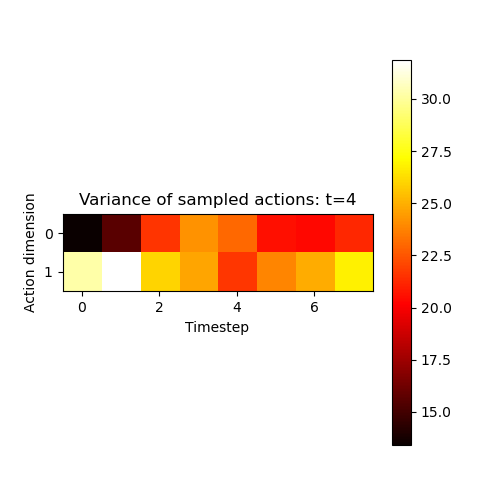 Variance of sampled actions: t=4
Action dimension
0
1
0 2 4 6
Timestep
30.0
27.5
25.0
22.5
20.0
17.5
15.0